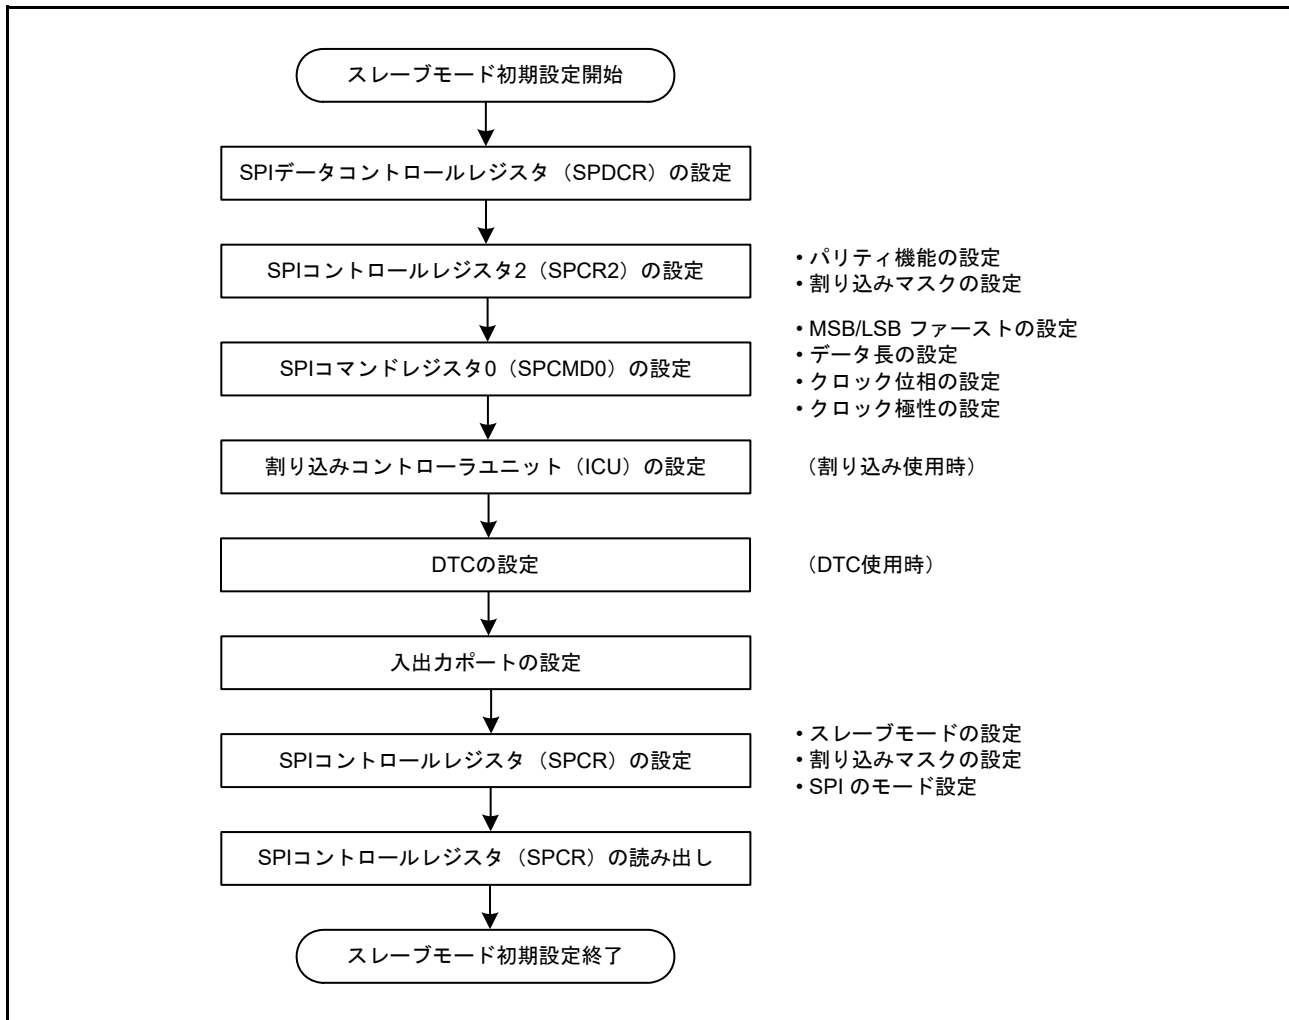 スレーブモード初期設定開始
SPIデータコントロールレジスタ（SPDCR）の設定
SPIコントロールレジスタ2（SPCR2）の設定
• パリティ機能の設定
• 割り込みマスクの設定
SPIコマンドレジスタ0（SPCMD0）の設定
• MSB/LSB ファーストの設定
• データ長の設定
• クロック位相の設定
• クロック極性の設定
割り込みコントローラユニット（ICU）の設定
（割り込み使用時）
DTCの設定
（DTC使用時）
入出力ポートの設定
SPIコントロールレジスタ（SPCR）の設定
• スレーブモードの設定
• 割り込みマスクの設定
• SPI のモード設定
SPIコントロールレジスタ（SPCR）の読み出し
スレーブモード初期設定終了